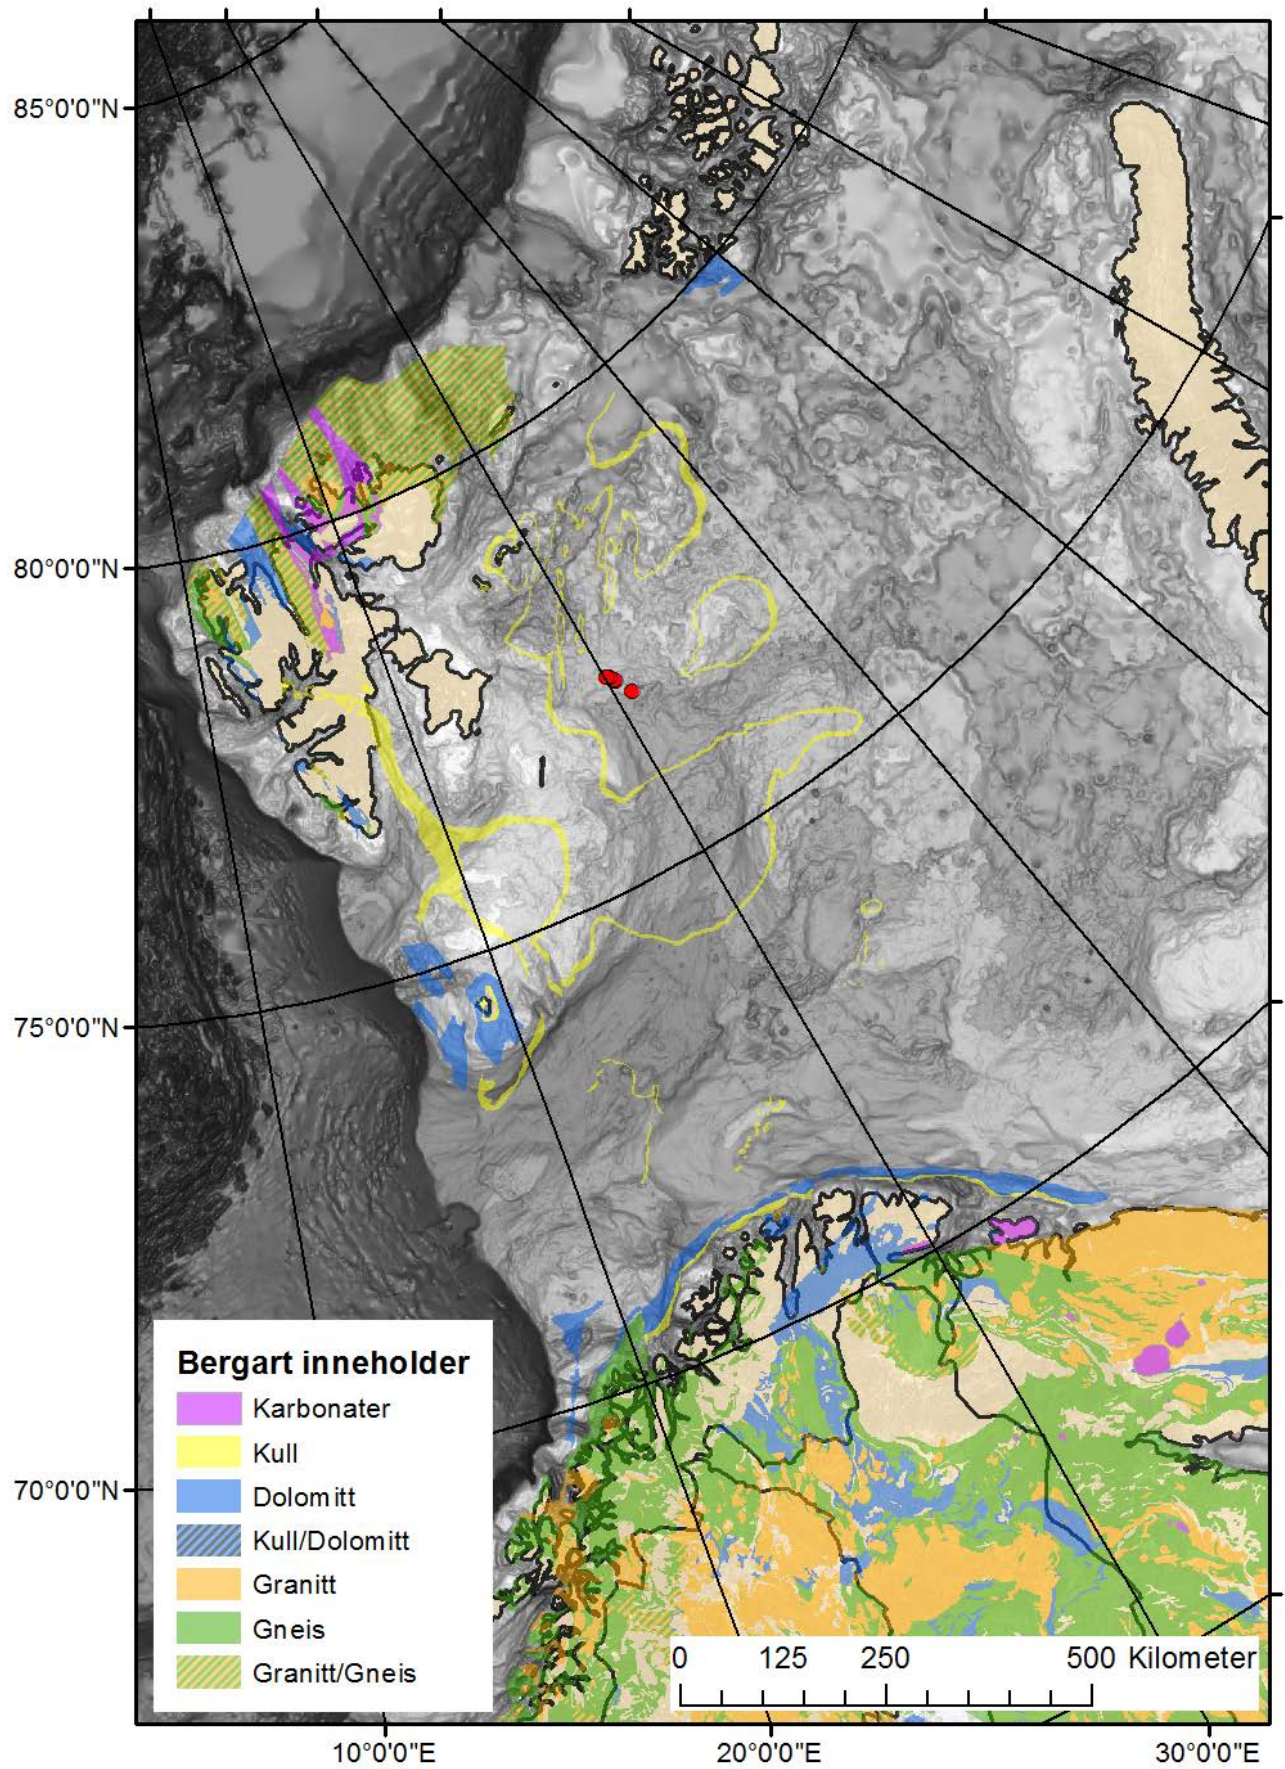 85°0'0"N
80°0'0"N
75°0'0"N
70°0'0"N
Bergart inneholder
Karbonater
Kull
Dolomitt
Kull/Dolomitt
Granitt
Gneis
Granitt/Gneis
0 125 250 500 Kilometer
10°0'0"E 20°0'0"E 30°0'0"E